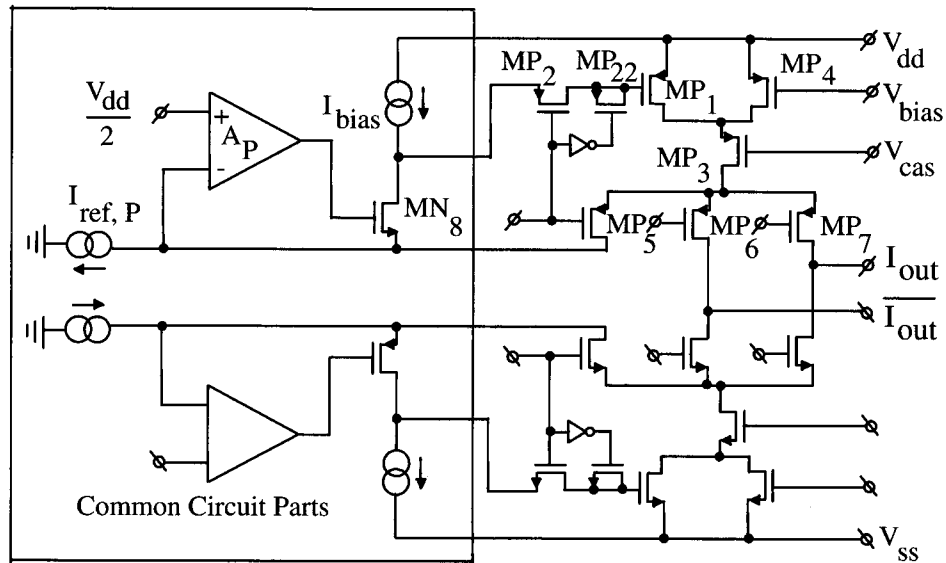 V_dd
MP_2 MP_22
MP_1
MP_4
V_dd/2
+
A_P
-
I_bias
V_bias
MP_3
V_cas
I_ref, P
MN_8
MP_5
MP_6
MP_7
I_out
I_out
Common Circuit Parts
V_ss